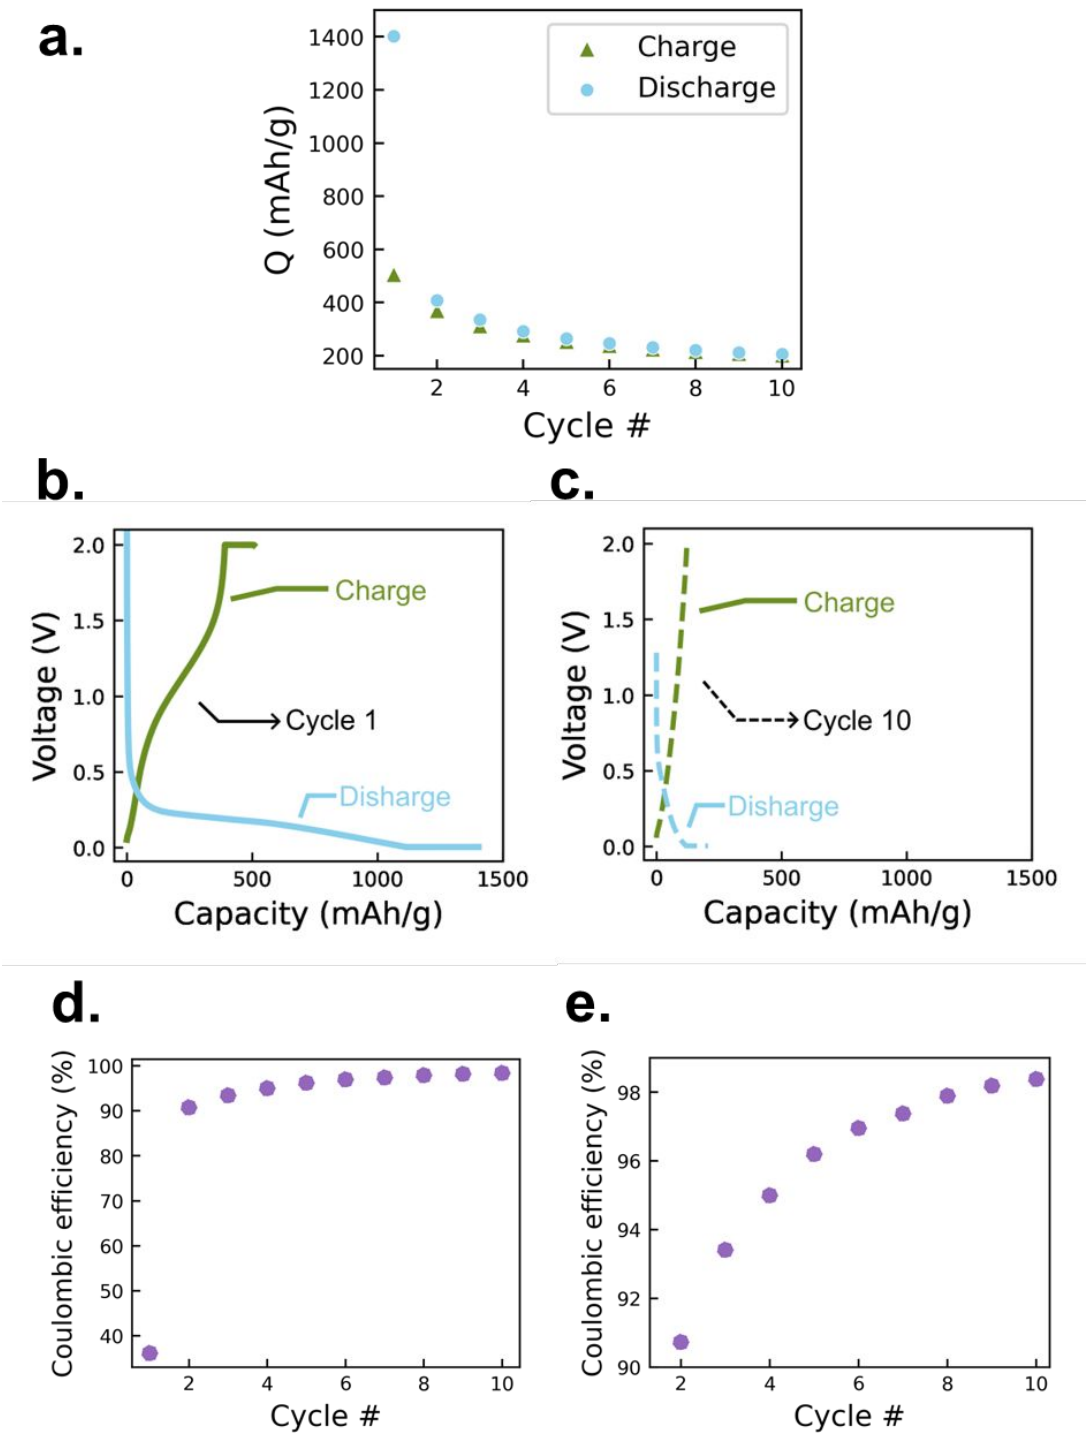 a.
Q (mAh/g)
1400
1200
1000
800
600
400
200
Charge
Discharge
2 4 6 8 10
Cycle #
b.
Voltage (V)
2.0
1.5
1.0
0.5
0.0
Charge
Cycle 1
Disharge
0 500 1000 1500
Capacity (mAh/g)
c.
Voltage (V)
2.0
1.5
1.0
0.5
0.0
Charge
Cycle 10
Disharge
0 500 1000 1500
Capacity (mAh/g)
d.
Coulombic efficiency (%)
100
90
80
70
60
50
40
2 4 6 8 10
Cycle #
e.
Coulombic efficiency (%)
98
96
94
92
90
2 4 6 8 10
Cycle #